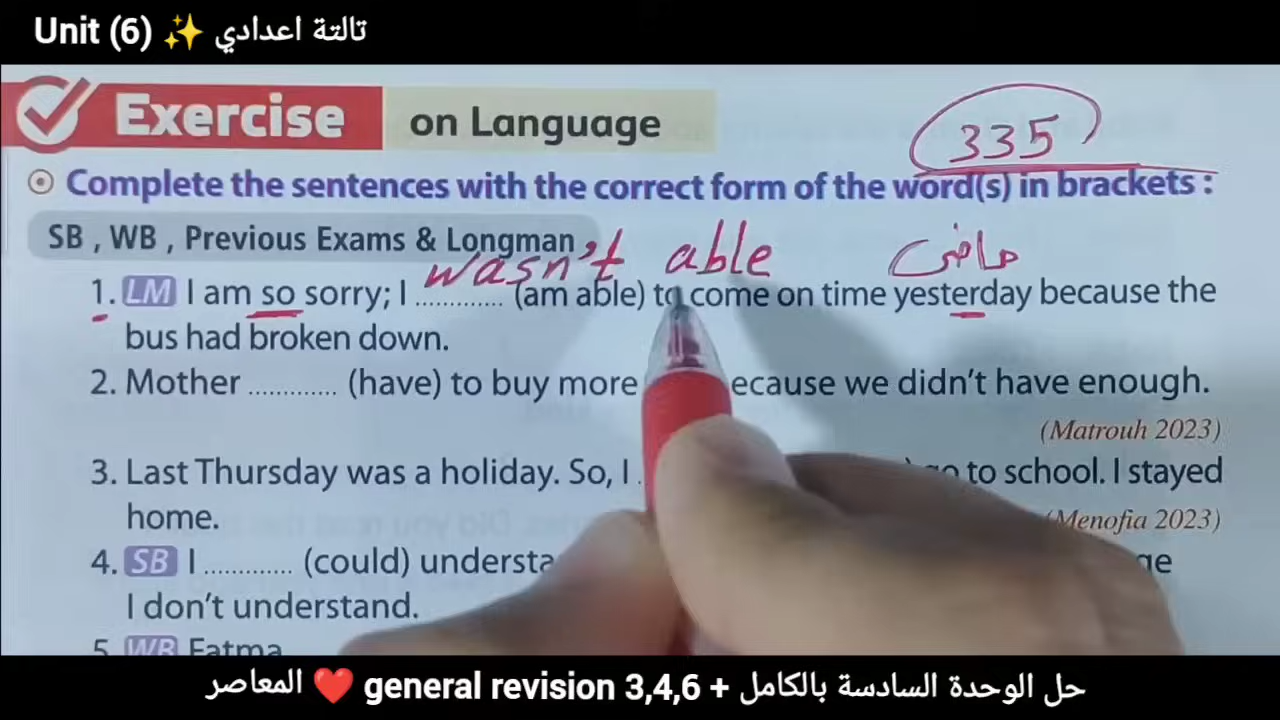 Unit (6) ✨ تالتة اعدادي
Exercise on Language
335
Complete the sentences with the correct form of the word(s) in brackets :
SB , WB , Previous Exams & Longman
wasn't able ماضى
1. LM I am so sorry; I ............ (am able) to come on time yesterday because the
bus had broken down.
2. Mother ............ (have) to buy more ecause we didn't have enough.
(Matrouh 2023)
3. Last Thursday was a holiday. So, I . go to school. I stayed
home.
(Menofia 2023)
4. SB I ............ (could) understa ge
I don't understand.
5. WB Fatma
حل الوحدة السادسة بالكامل + general revision 3,4,6 ❤️ المعاصر